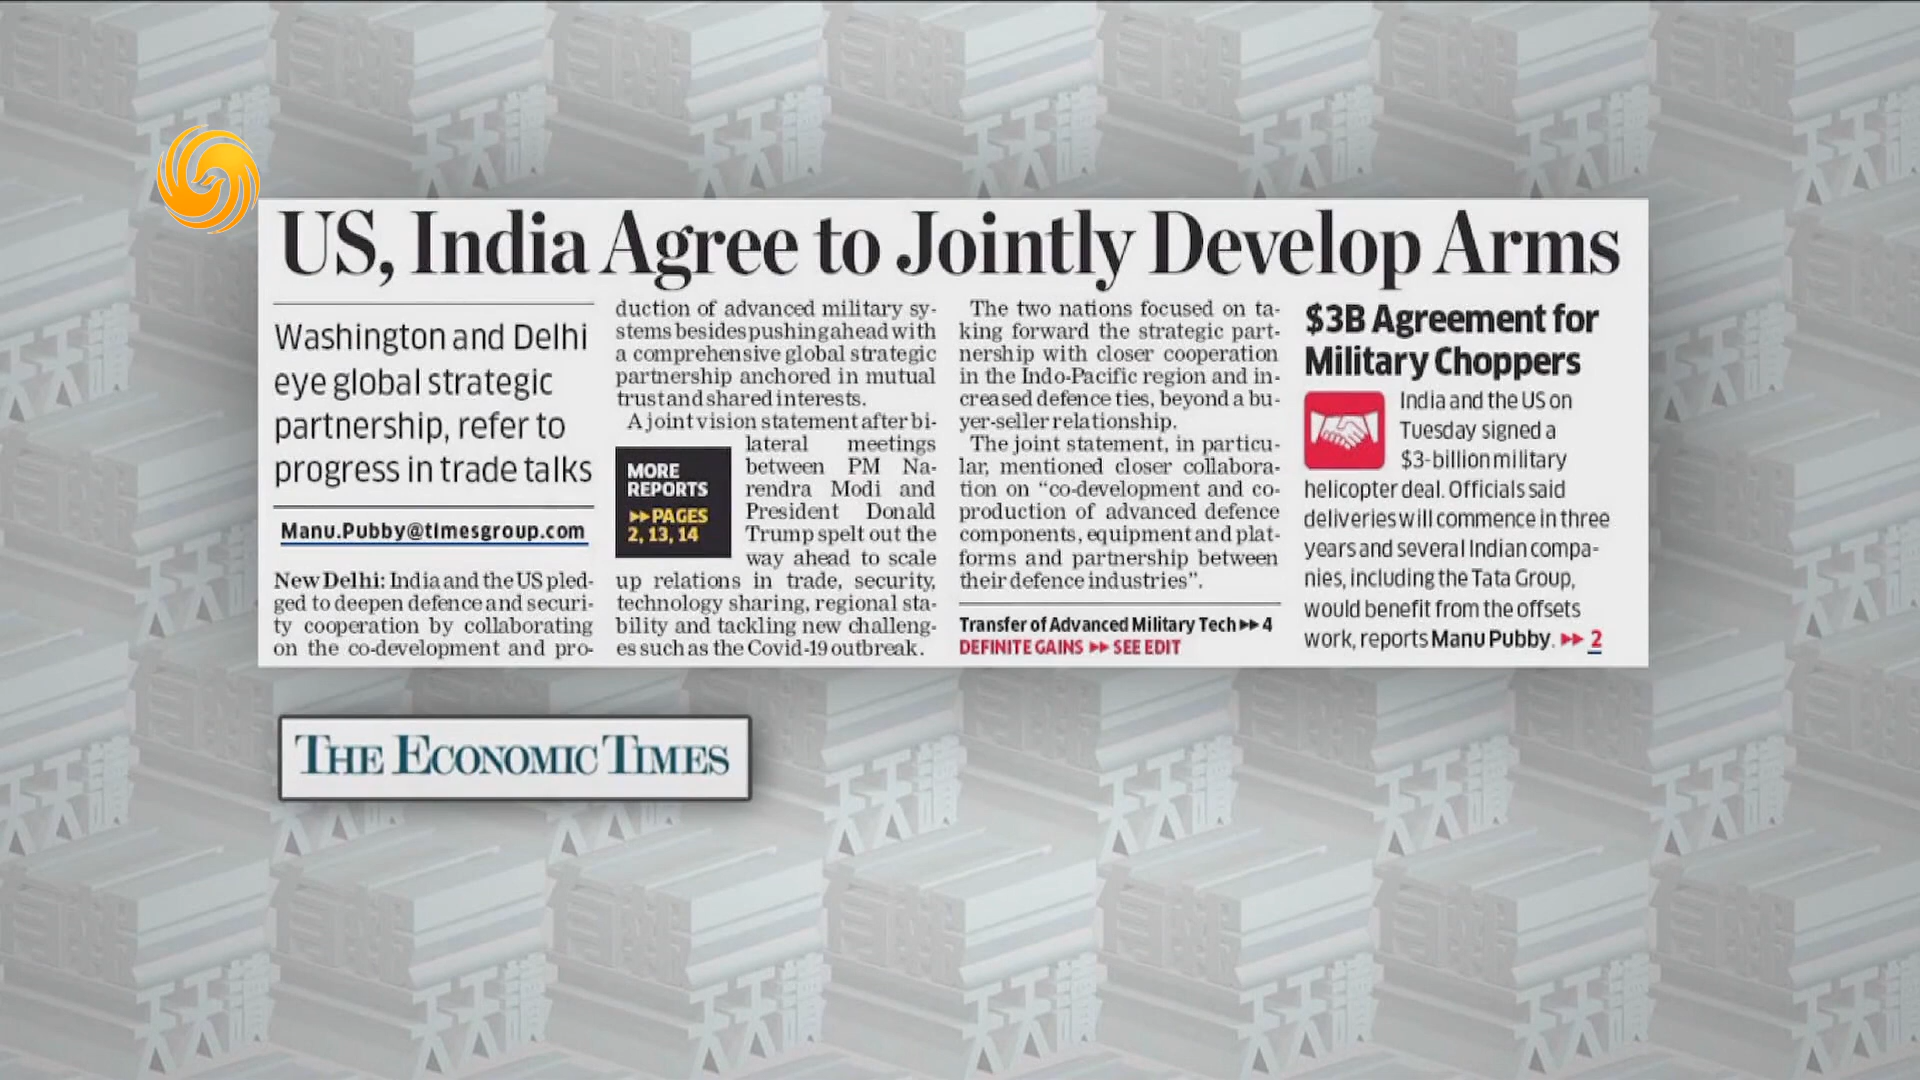 US, India Agree to Jointly Develop Arms
Washington and Delhi
eye global strategic
partnership, refer to
progress in trade talks
Manu.Pubby@timesgroup.com
New Delhi: India and the US pled-
ged to deepen defence and securi-
ty cooperation by collaborating
on the co-development and pro-
duction of advanced military sy-
stems besides pushing ahead with
a comprehensive global strategic
partnership anchored in mutual
trust and shared interests.
A joint vision statement after bi-
lateral meetings
between PM Na-
rendra Modi and
President Donald
Trump spelt out the
way ahead to scale
up relations in trade, security,
technology sharing, regional sta-
bility and tackling new challeng-
es such as the Covid-19 outbreak.
MORE
REPORTS
▸▸ PAGES
2, 13, 14
The two nations focused on ta-
king forward the strategic part-
nership with closer cooperation
in the Indo-Pacific region and in-
creased defence ties, beyond a bu-
yer-seller relationship.
The joint statement, in particu-
lar, mentioned closer collabora-
tion on “co-development and co-
production of advanced defence
components, equipment and plat-
forms and partnership between
their defence industries”.
Transfer of Advanced Military Tech ▸▸ 4
DEFINITE GAINS ▸▸ SEE EDIT
$3B Agreement for
Military Choppers
India and the US on
Tuesday signed a
$3-billion military
helicopter deal. Officials said
deliveries will commence in three
years and several Indian compa-
nies, including the Tata Group,
would benefit from the offsets
work, reports Manu Pubby. ▸▸ 2
THE ECONOMIC TIMES